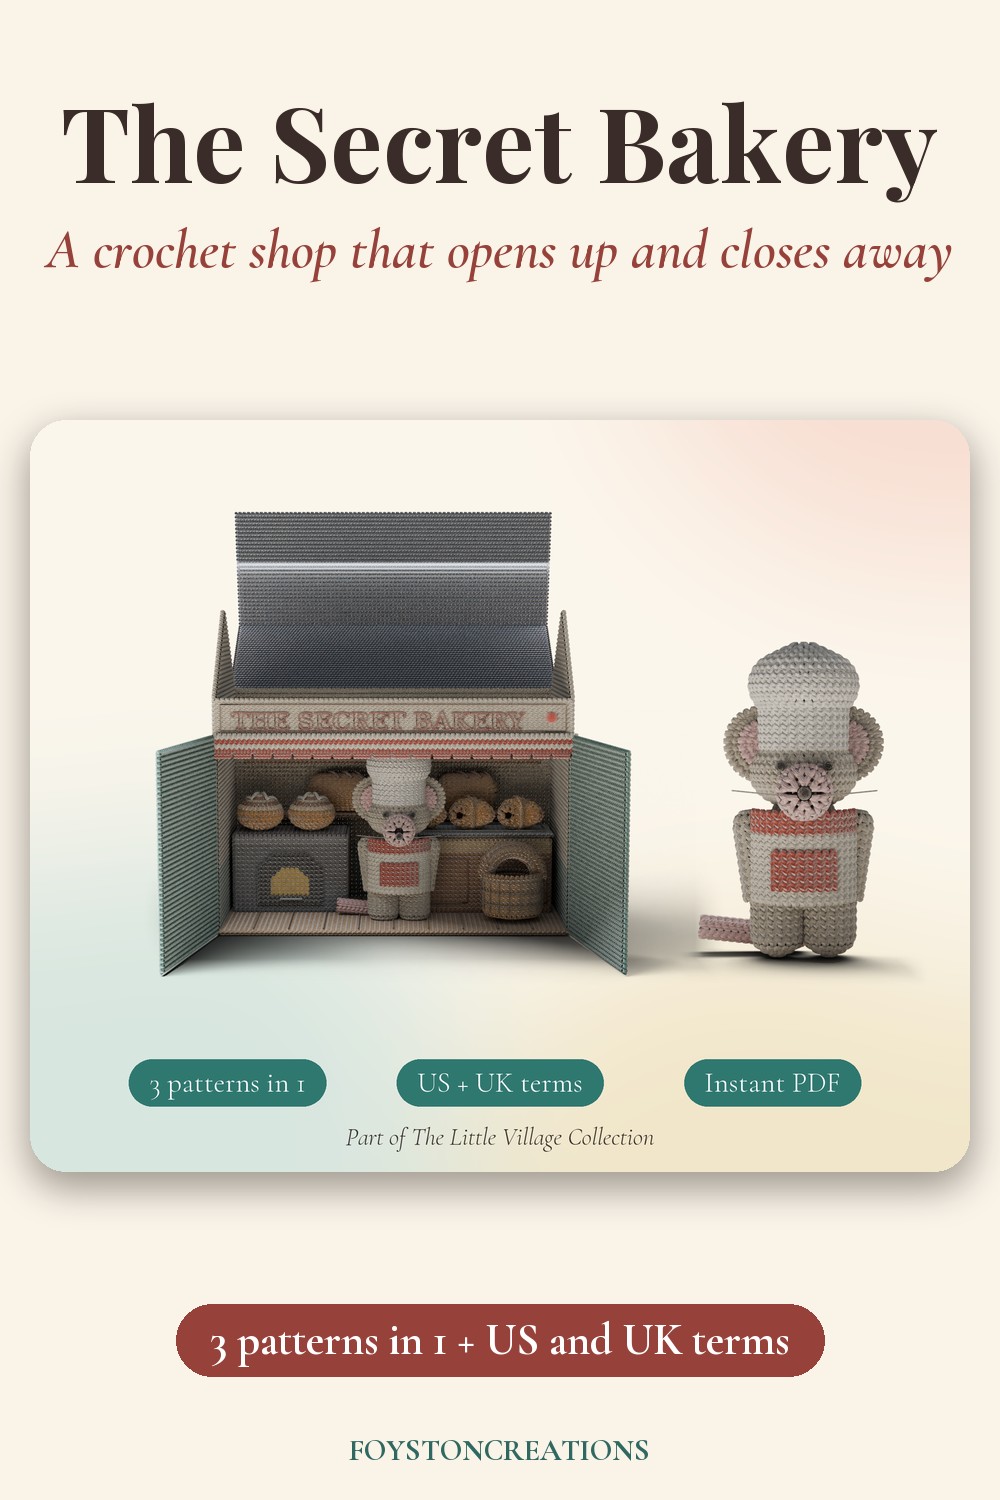 The Secret Bakery
A crochet shop that opens up and closes away
THE SECRET BAKERY
3 patterns in 1
US + UK terms
Instant PDF
Part of The Little Village Collection
3 patterns in 1 + US and UK terms
FOYSTONCREATIONS